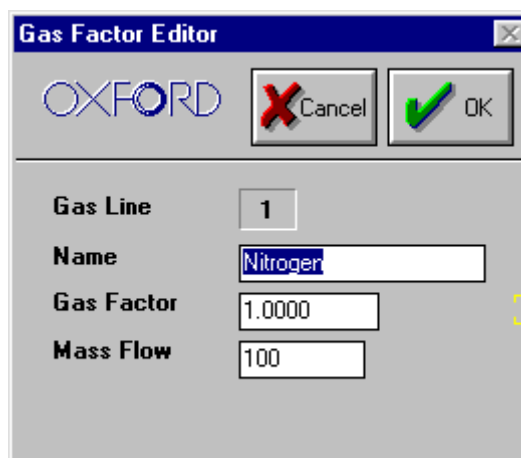 Gas Factor Editor
OXFORD
Cancel
OK
Gas Line 1
Name Nitrogen
Gas Factor 1.0000
Mass Flow 100